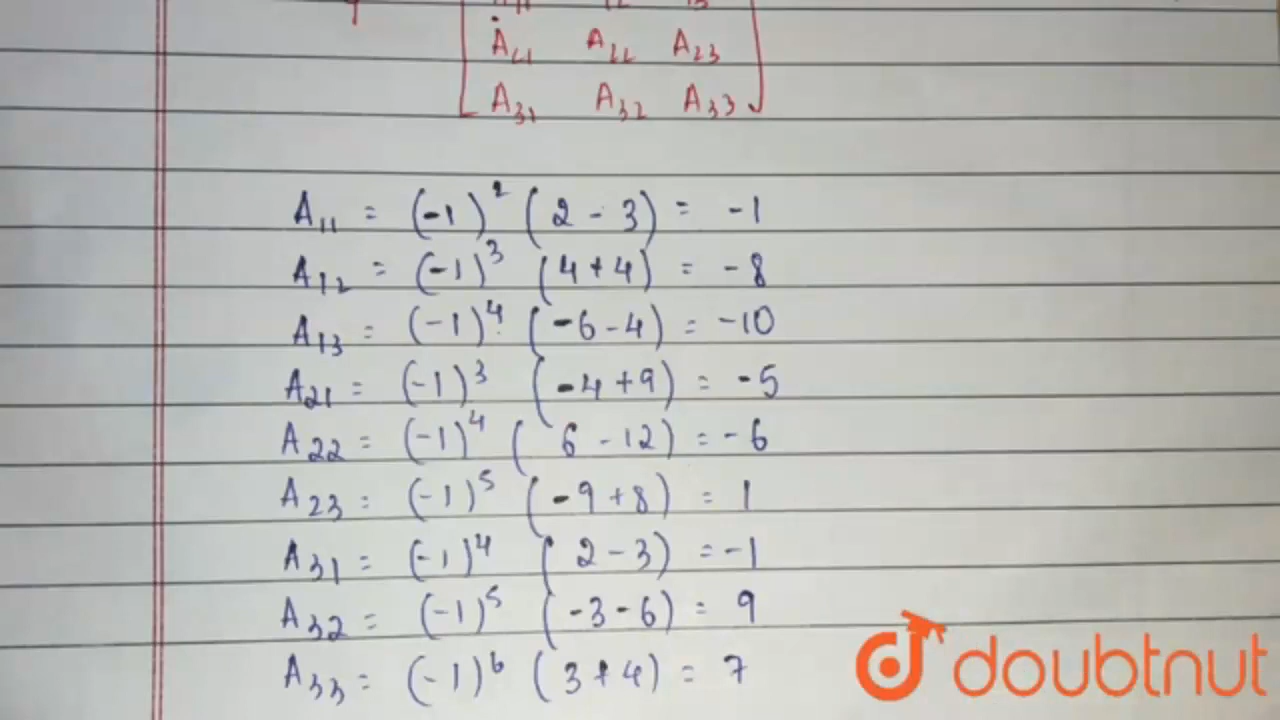 A21 A22 A23
A31 A32 A33
A11 = (-1)² (2 - 3) = -1
A12 = (-1)³ (4 + 4) = -8
A13 = (-1)⁴ (-6 - 4) = -10
A21 = (-1)³ (-4 + 9) = -5
A22 = (-1)⁴ (6 - 12) = -6
A23 = (-1)⁵ (-9 + 8) = 1
A31 = (-1)⁴ (2 - 3) = -1
A32 = (-1)⁵ (-3 - 6) = 9
A33 = (-1)⁶ (3 + 4) = 7
doubtnut